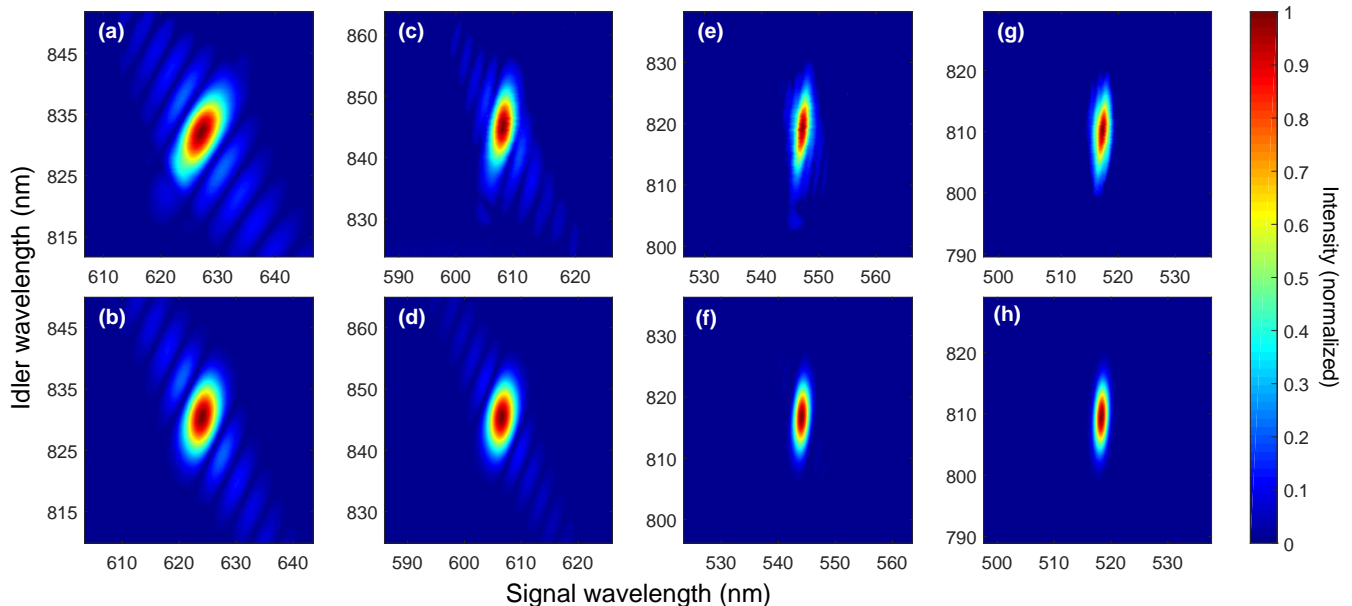 (a) (c) (e) (g)
845 835 825 815
860 850 840 830
830 820 810 800
820 810 800 790
610 620 630 640
590 600 610 620
530 540 550 560
500 510 520 530
(b) (d) (f) (h)
845 835 825 815
860 850 840 830
830 820 810 800
820 810 800 790
610 620 630 640
590 600 610 620
530 540 550 560
500 510 520 530
Idler wavelength (nm)
Signal wavelength (nm)
1
0.9
0.8
0.7
0.6
0.5
0.4
0.3
0.2
0.1
0
Intensity (normalized)